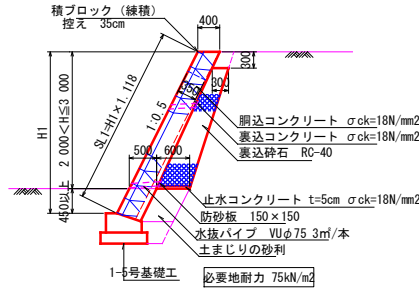 積ブロック (練積)
控え 35cm
400
300
300
SL1=H1×1.118
1:0.5
H1
2 000<H≦3 000
450以上
500
600
胴込コンクリート σck=18N/mm2
裏込コンクリート σck=18N/mm2
裏込砕石 RC-40
止水コンクリート t=5cm σck=18N/mm2
防砂板 150×150
水抜パイプ VUφ75 3㎡/本
土まじりの砂利
1-5号基礎工
必要地耐力 75kN/m2